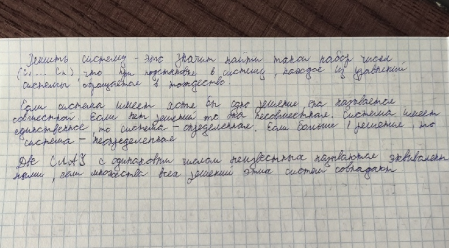 Решить систему - это значит найти такой набор чисел
(C₁ ... Cₙ) что при подстановке в систему, каждое из уравнений
системы обращается в тождество
Если система имеет хотя бы одно решение, она называется
совместной. Если нет решений то она несовместная. Система имеет
единственное, то система - определенная. Если больше 1 решение, то
система - неопределенная
Две СЛАУ с одинаковым числом неизвестных называются эквивалент
ными, если множества всех решений этих систем совпадают